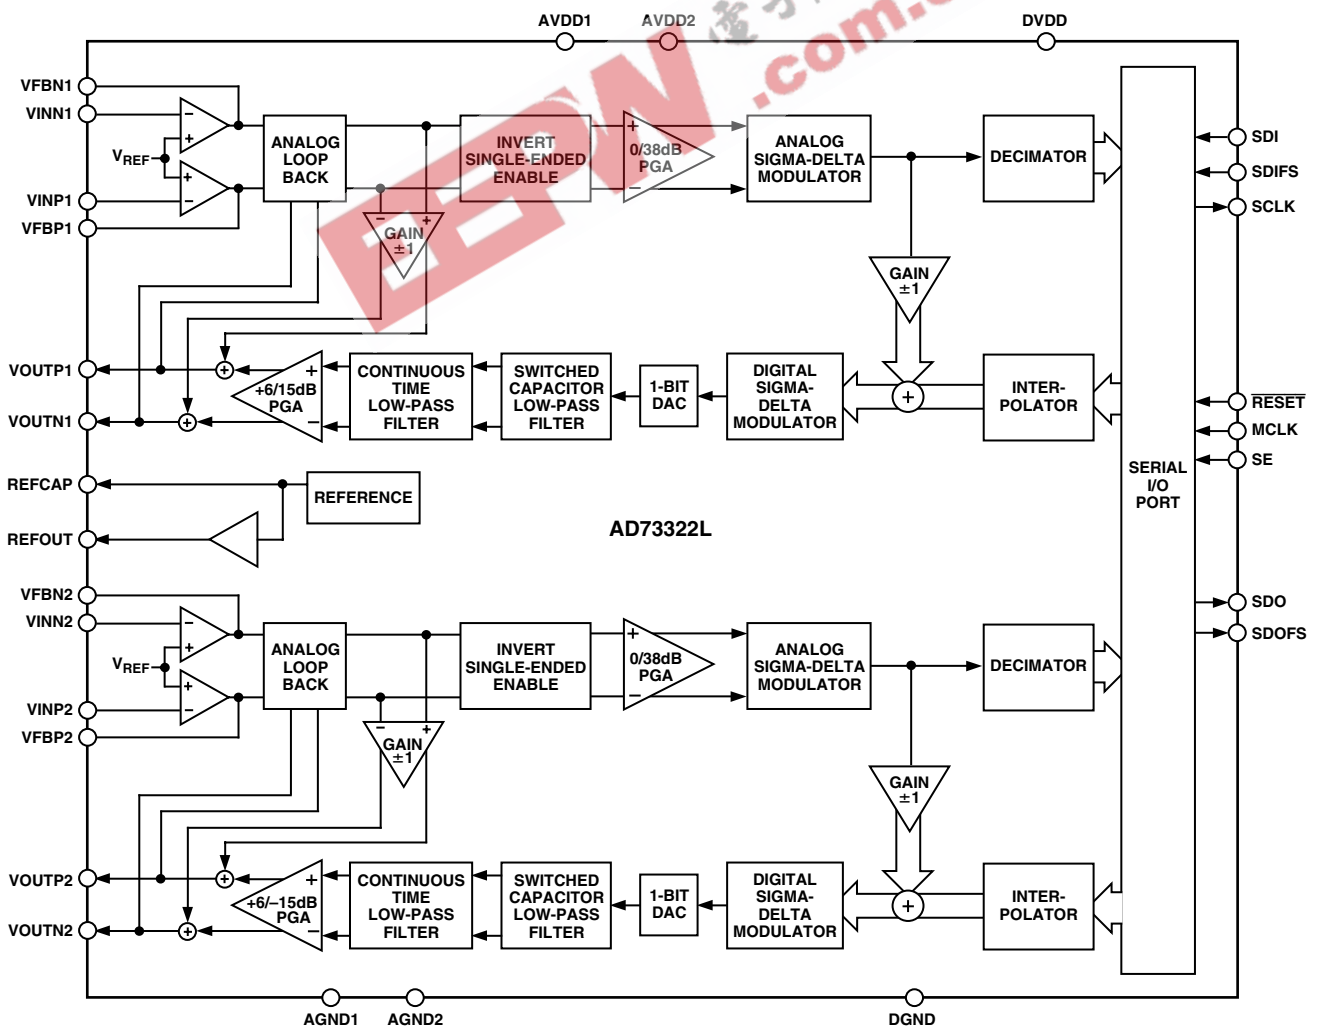 AVDD1
AVDD2
DVDD
EEPW
.com.c
VFBN1
VINN1
VREF
VINP1
VFBP1
ANALOG
LOOP
BACK
INVERT
SINGLE-ENDED
ENABLE
0/38dB
PGA
ANALOG
SIGMA-DELTA
MODULATOR
DECIMATOR
SDI
SDIFS
SCLK
GAIN
±1
GAIN
±1
VOUTP1
VOUTN1
+6/15dB
PGA
CONTINUOUS
TIME
LOW-PASS
FILTER
SWITCHED
CAPACITOR
LOW-PASS
FILTER
1-BIT
DAC
DIGITAL
SIGMA-
DELTA
MODULATOR
INTER-
POLATOR
RESET
MCLK
SE
SERIAL
I/O
PORT
REFCAP
REFERENCE
REFOUT
AD73322L
VFBN2
VINN2
VREF
VINP2
VFBP2
ANALOG
LOOP
BACK
INVERT
SINGLE-ENDED
ENABLE
0/38dB
PGA
ANALOG
SIGMA-DELTA
MODULATOR
DECIMATOR
SDO
SDOFS
GAIN
±1
GAIN
±1
VOUTP2
VOUTN2
+6/–15dB
PGA
CONTINUOUS
TIME
LOW-PASS
FILTER
SWITCHED
CAPACITOR
LOW-PASS
FILTER
1-BIT
DAC
DIGITAL
SIGMA-
DELTA
MODULATOR
INTER-
POLATOR
AGND1
AGND2
DGND